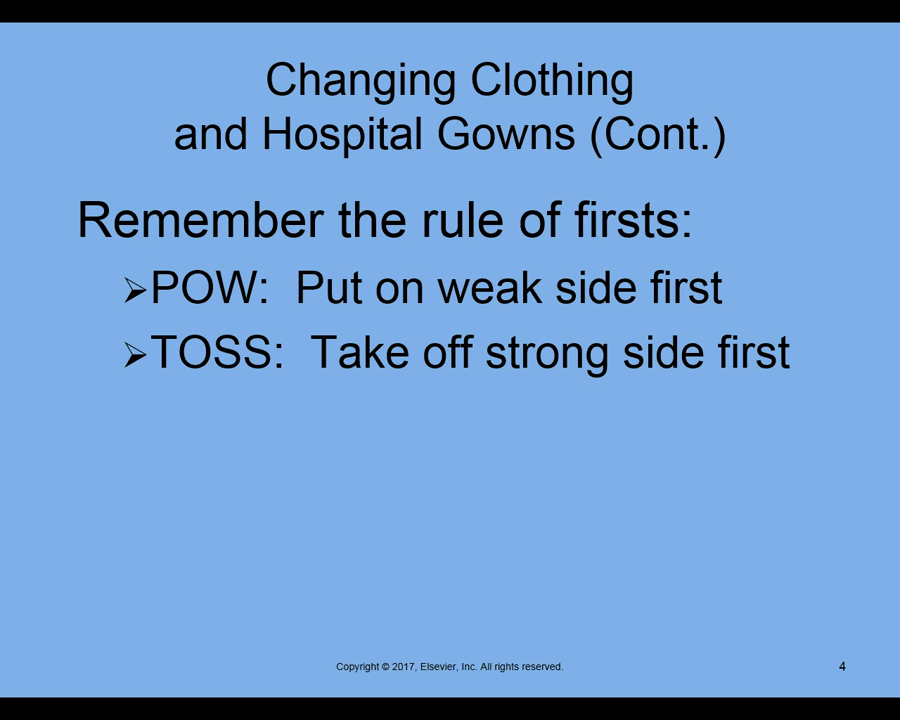 Changing Clothing
and Hospital Gowns (Cont.)
Remember the rule of firsts:
➢POW:  Put on weak side first
➢TOSS:  Take off strong side first
Copyright © 2017, Elsevier, Inc. All rights reserved.
4